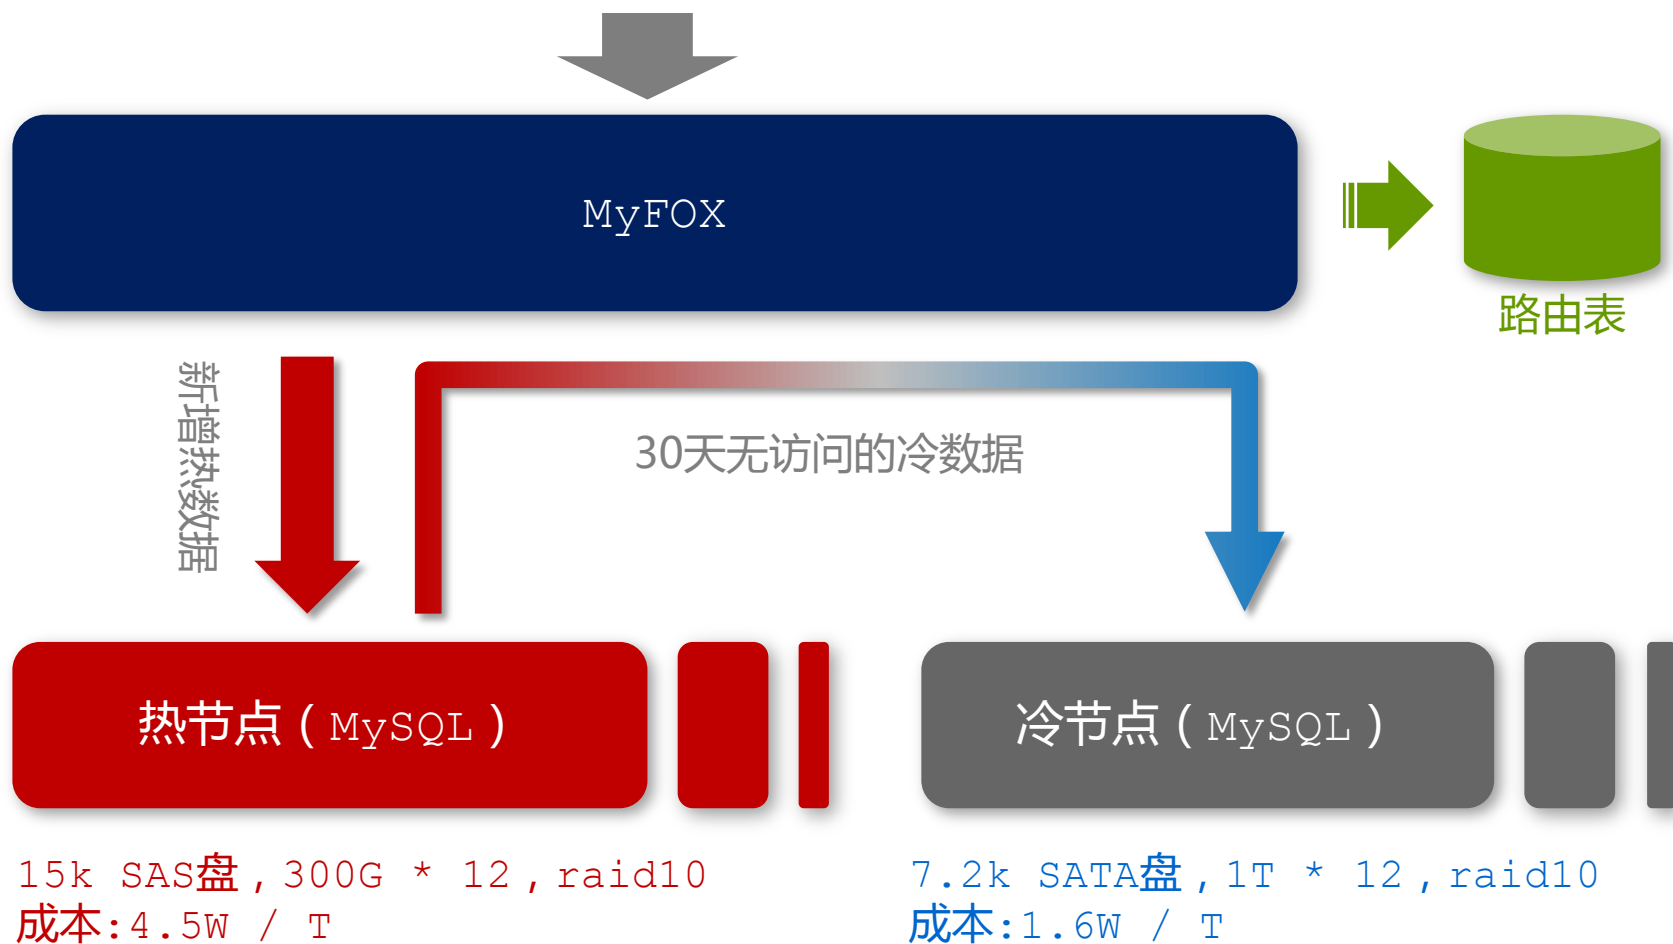 MyFOX
路由表
新增热数据
30天无访问的冷数据
热节点(MySQL)
冷节点(MySQL)
15k SAS盘,300G * 12,raid10
成本:4.5W / T
7.2k SATA盘,1T * 12,raid10
成本:1.6W / T